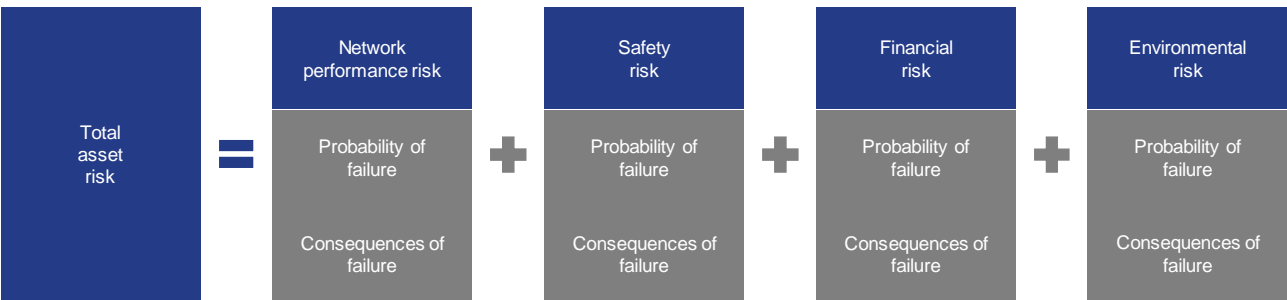 Total
asset
risk
=
Network
performance risk
Probability of
failure
Consequences of
failure
+
Safety
risk
Probability of
failure
Consequences of
failure
+
Financial
risk
Probability of
failure
Consequences of
failure
+
Environmental
risk
Probability of
failure
Consequences of
failure